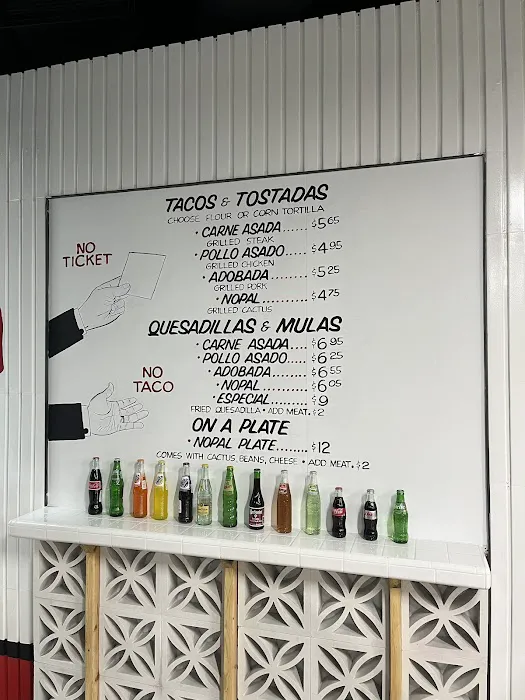 TACOS & TOSTADAS
CHOOSE FLOUR OR CORN TORTILLA
• CARNE ASADA...... $5.65
GRILLED STEAK
• POLLO ASADO..... $4.95
GRILLED CHICKEN
• ADOBADA........ $5.25
GRILLED PORK
• NOPAL.......... $4.75
GRILLED CACTUS
NO
TICKET
QUESADILLAS & MULAS
• CARNE ASADA.... $6.95
• POLLO ASADO..... $6.25
• ADOBADA........ $6.55
• NOPAL.......... $6.05
• ESPECIAL......... $9
FRIED QUESADILLA • ADD MEAT. $2
NO
TACO
ON A PLATE
• NOPAL PLATE........ $12
COMES WITH CACTUS, BEANS, CHEESE • ADD MEAT. $2